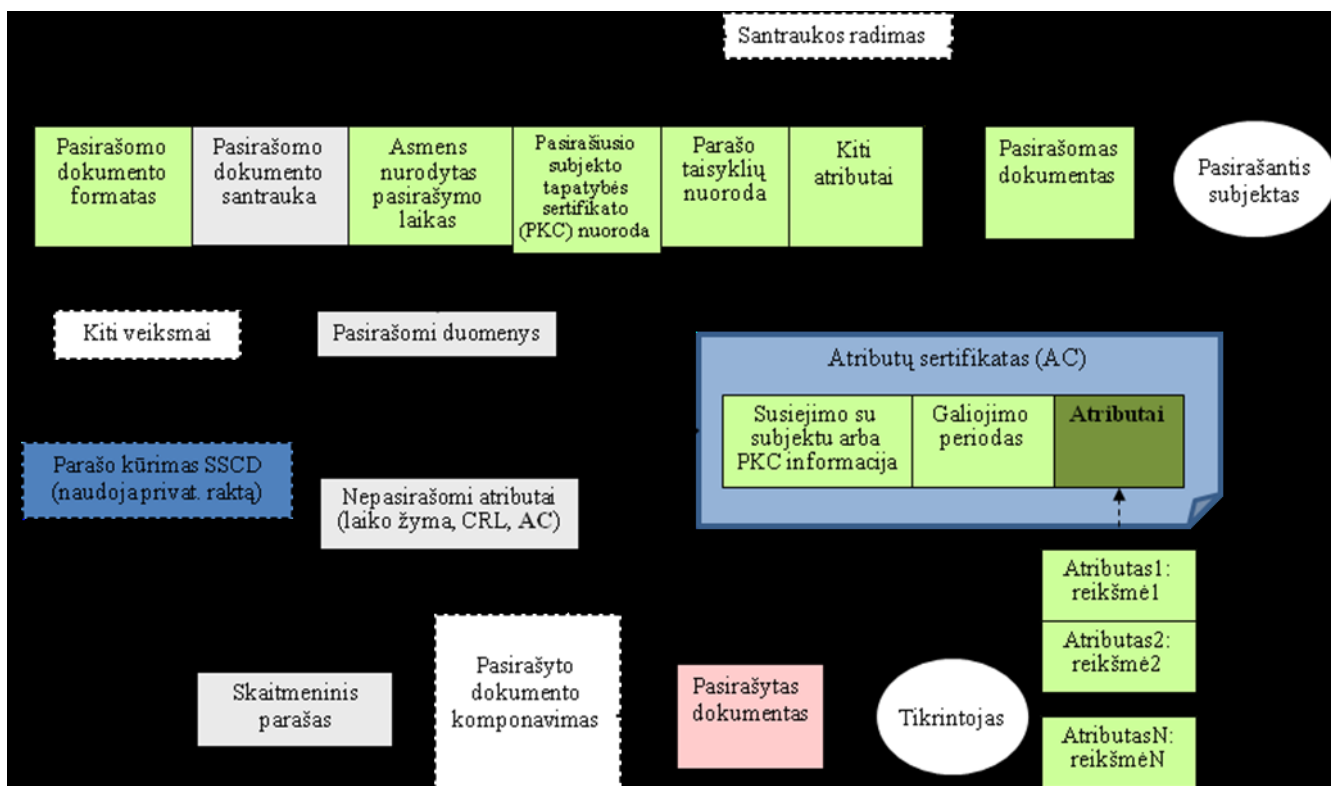 Santraukos radimas
Pasirašomo
dokumento
formatas
Pasirašomo
dokumento
santrauka
Asmens
nurodytas
pasirašymo
laikas
Pasirašiusio
subjekto
tapatybės
sertifikato
(PKC) nuoroda
Parašo
taisyklių
nuoroda
Kiti
atributai
Pasirašomas
dokumentas
Pasirašantis
subjektas
Kiti veiksmai
Pasirašomi duomenys
Atributų sertifikatas (AC)
Susiejimo su
subjektu arba
PKC informacija
Galiojimo
periodas
Atributai
Parašo kūrimas SSCD
(naudoja privat. raktą)
Nepasirašomi atributai
(laiko žyma, CRL, AC)
Atributas1:
reikšmė1
Atributas2:
reikšmė2
AtributasN:
reikšmėN
Skaitmeninis
parašas
Pasirašyto
dokumento
komponavimas
Pasirašytas
dokumentas
Tikrintojas